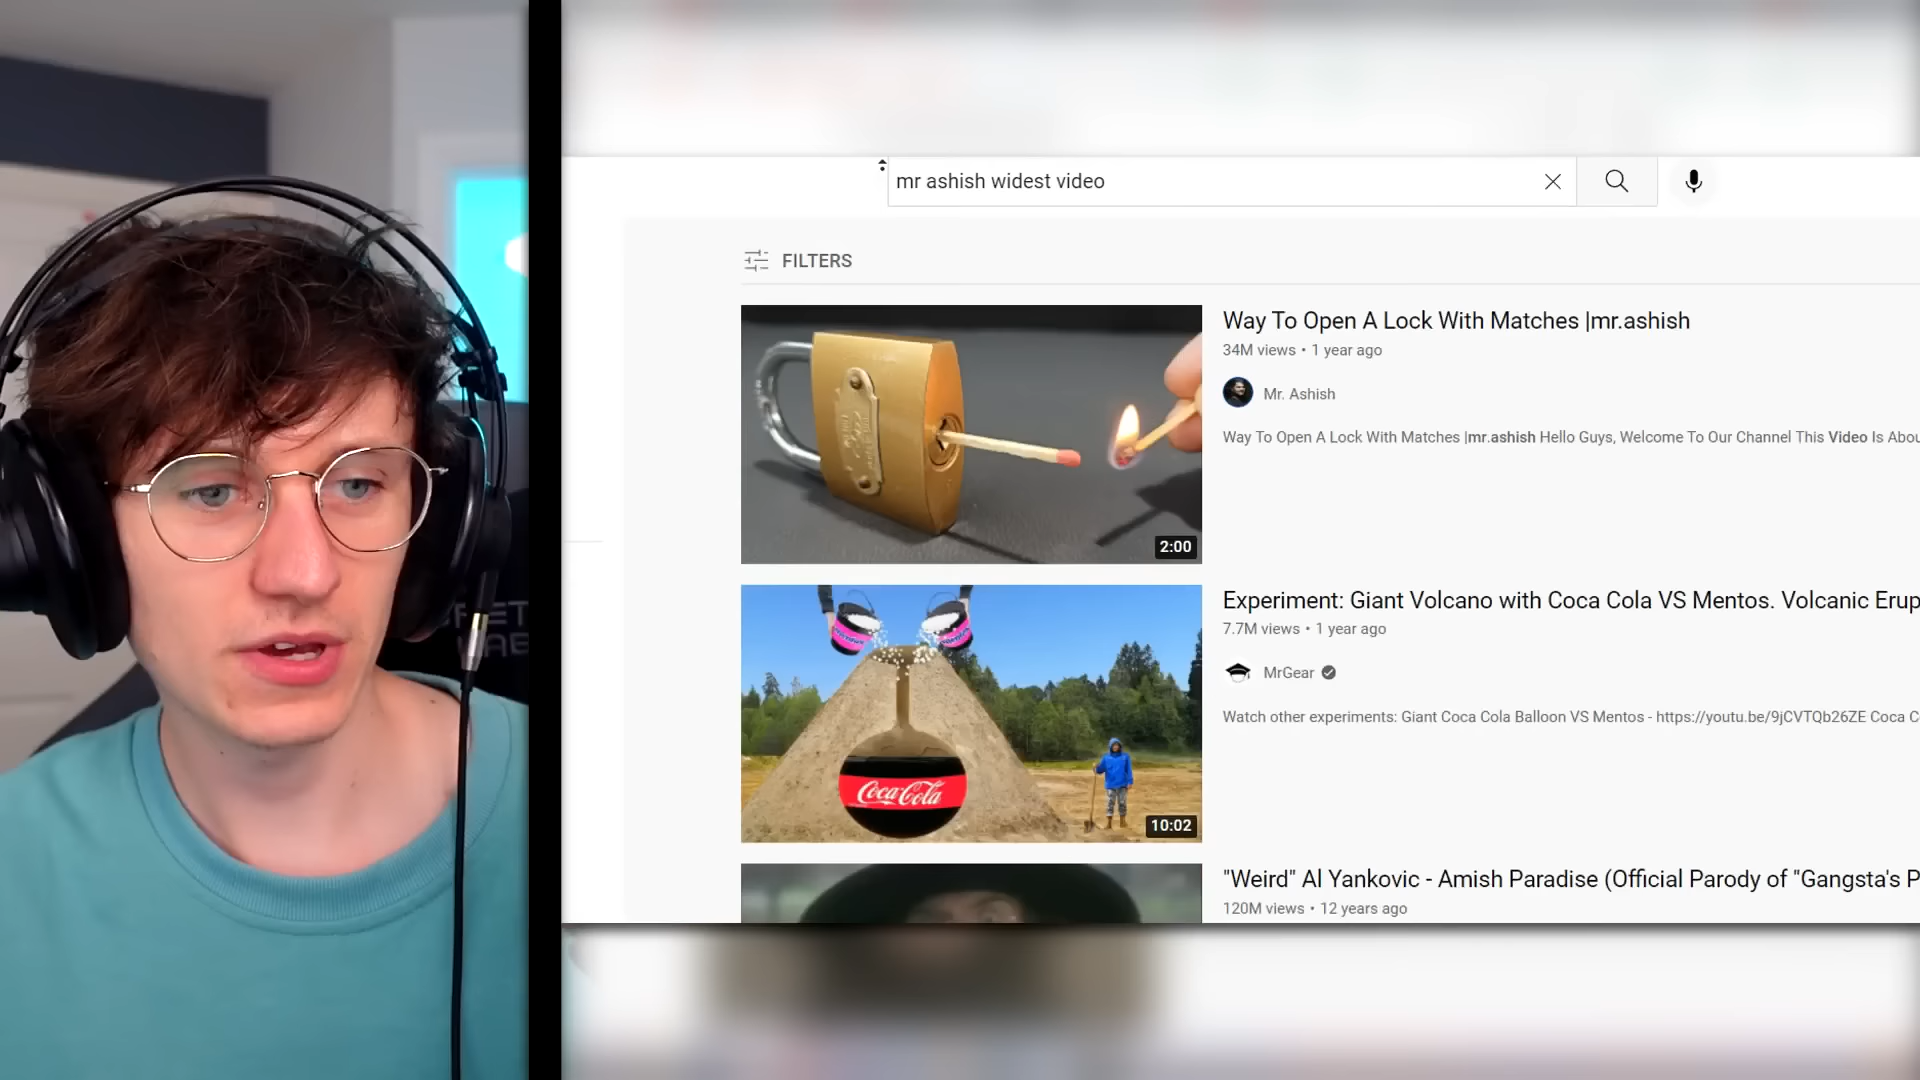 mr ashish widest video
FILTERS
Way To Open A Lock With Matches |mr.ashish
34M views • 1 year ago
Mr. Ashish
Way To Open A Lock With Matches |mr.ashish Hello Guys, Welcome To Our Channel This Video Is Abou
2:00
Experiment: Giant Volcano with Coca Cola VS Mentos. Volcanic Erup
7.7M views • 1 year ago
MrGear
Watch other experiments: Giant Coca Cola Balloon VS Mentos - https://youtu.be/9jCVTQb26ZE Coca C
Coca-Cola
10:02
"Weird" Al Yankovic - Amish Paradise (Official Parody of "Gangsta's P
120M views • 12 years ago